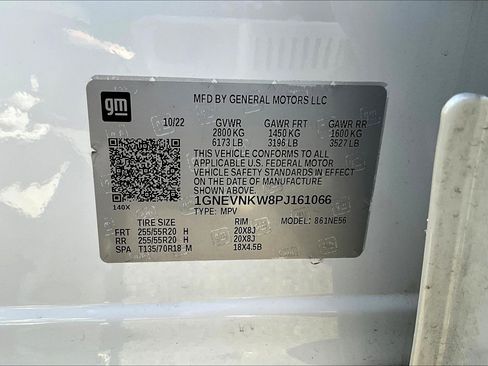 gm
MFD BY GENERAL MOTORS LLC
10/22 GVWR GAWR FRT GAWR RR
2800 KG 1450 KG 1600 KG
6173 LB 3196 LB 3527 LB
THIS VEHICLE CONFORMS TO ALL
APPLICABLE U.S. FEDERAL MOTOR
VEHICLE SAFETY STANDARDS IN EFFECT
ON THE DATE OF MANUFACTURE SHOWN ABOVE.
140X
1GNEVNKW8PJ161066
TYPE: MPV MODEL: 861NE56
TIRE SIZE RIM
FRT 255/55R20 H 20X8J
RR 255/55R20 H 20X8J
SPA T135/70R18 M 18X4.5B